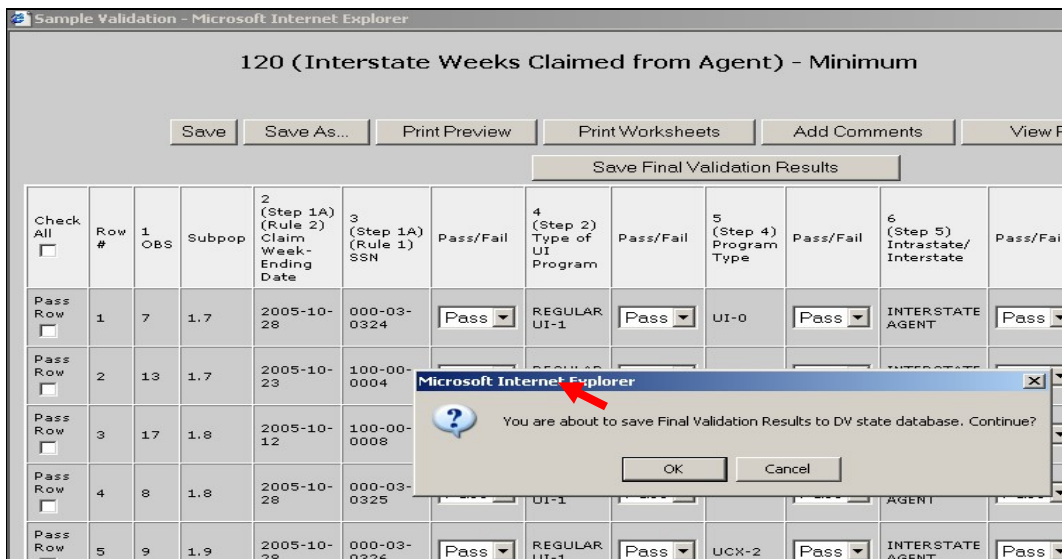 Sample Validation - Microsoft Internet Explorer
120 (Interstate Weeks Claimed from Agent) - Minimum
Save Save As... Print Preview Print Worksheets Add Comments View
Save Final Validation Results
Check All
Row #
1 OBS
Subpop
2 (Step 1A) (Rule 2) Claim Week-Ending Date
3 (Step 1A) (Rule 1) SSN
Pass/Fail
4 (Step 2) Type of UI Program
Pass/Fail
5 (Step 4) Program Type
Pass/Fail
6 (Step 5) Intrastate/ Interstate
Pass/Fai
Pass Row 1 7 1.7 2005-10-28 000-03-0324 Pass REGULAR UI-1 Pass UI-0 Pass INTERSTATE AGENT Pass
Pass Row 2 13 1.7 2005-10-23 100-00-0004
Microsoft Internet Explorer
You are about to save Final Validation Results to DV state database. Continue?
OK Cancel
Pass Row 3 17 1.8 2005-10-12 100-00-0008
Pass Row 4 8 1.8 2005-10-28 000-03-0325 UI-1 AGENT
Pass Row 5 9 1.9 2005-10- 000-03- Pass REGULAR Pass UCX-2 Pass INTERSTATE Pass